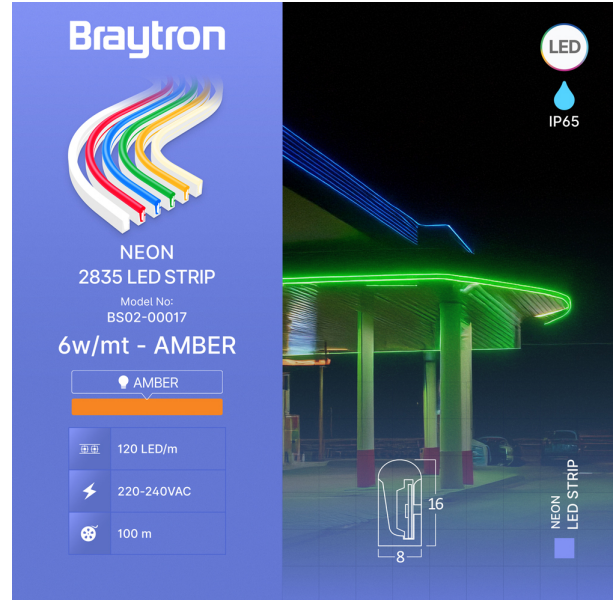 Braytron
NEON
2835 LED STRIP
Model No:
BS02-00017
6w/mt - AMBER
AMBER
120 LED/m
220-240VAC
100 m
LED
IP65
16
8
NEON
LED STRIP